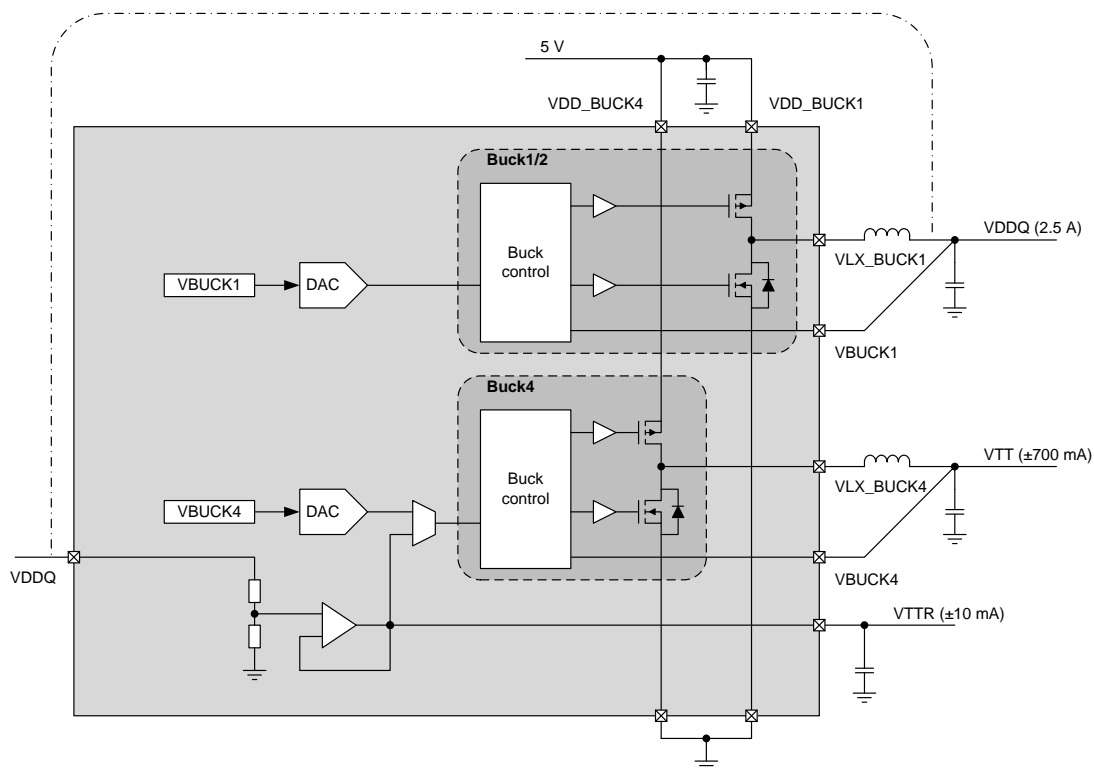 5 V
VDD_BUCK4
VDD_BUCK1
Buck1/2
Buck
control
VDDQ (2.5 A)
VLX_BUCK1
VBUCK1
DAC
VBUCK1
Buck4
Buck
control
VTT (±700 mA)
VLX_BUCK4
VBUCK4
DAC
VDDQ
VBUCK4
VTTR (±10 mA)